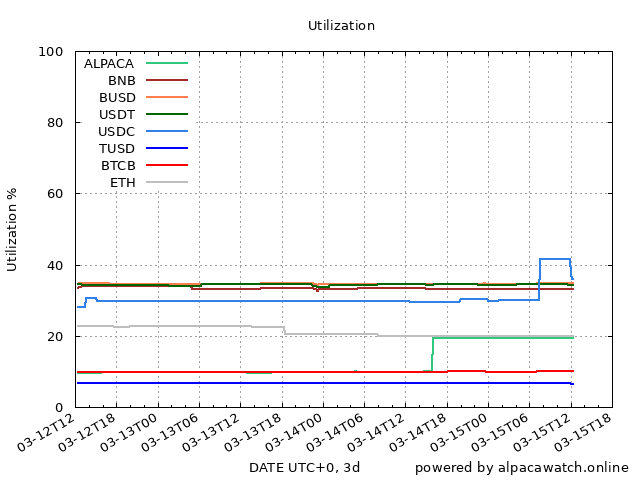 Utilization
100
80
60
40
20
0
Utilization %
ALPACA
BNB
BUSD
USDT
USDC
TUSD
BTCB
ETH
03-12T12
03-12T18
03-13T00
03-13T06
03-13T12
03-13T18
03-14T00
03-14T06
03-14T12
03-14T18
03-15T00
03-15T06
03-15T12
03-15T18
DATE UTC+0, 3d
powered by alpacawatch.online